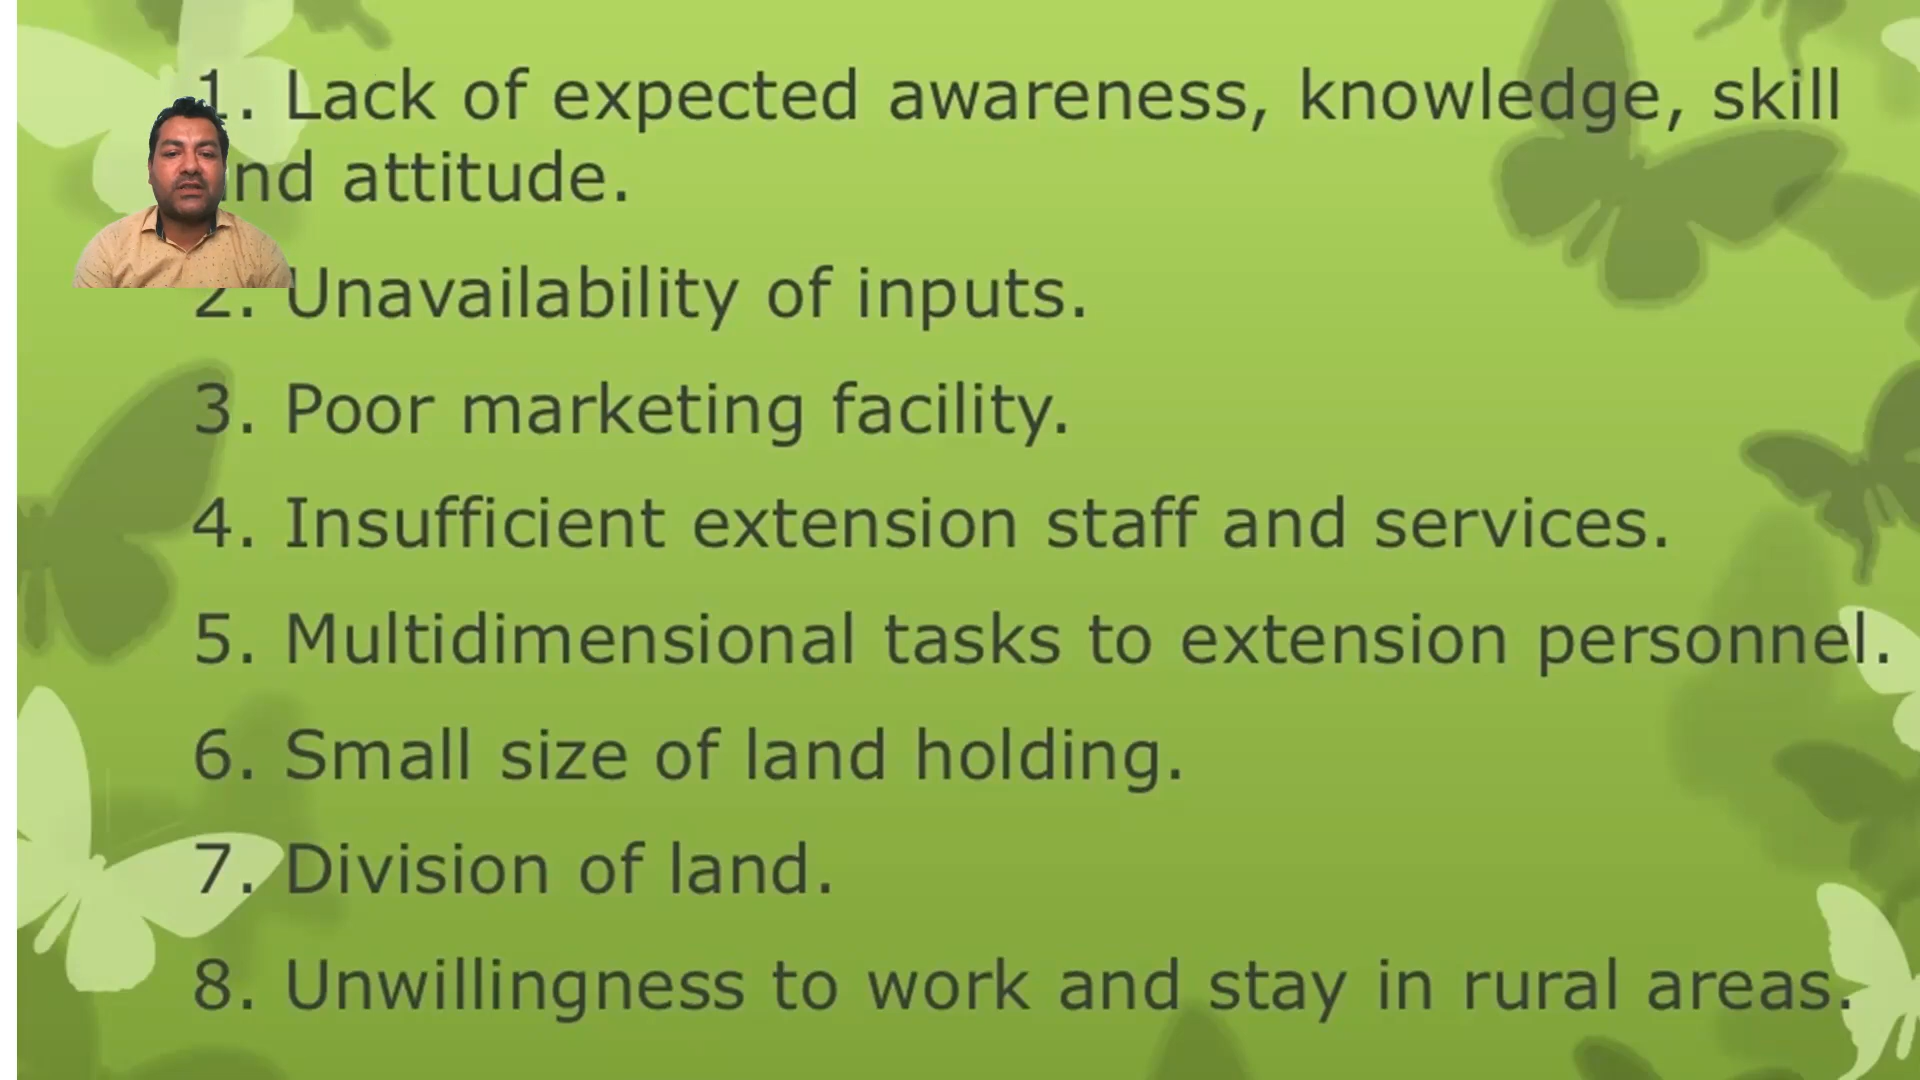 1. Lack of expected awareness, knowledge, skill
and attitude.
2. Unavailability of inputs.
3. Poor marketing facility.
4. Insufficient extension staff and services.
5. Multidimensional tasks to extension personnel.
6. Small size of land holding.
7. Division of land.
8. Unwillingness to work and stay in rural areas.